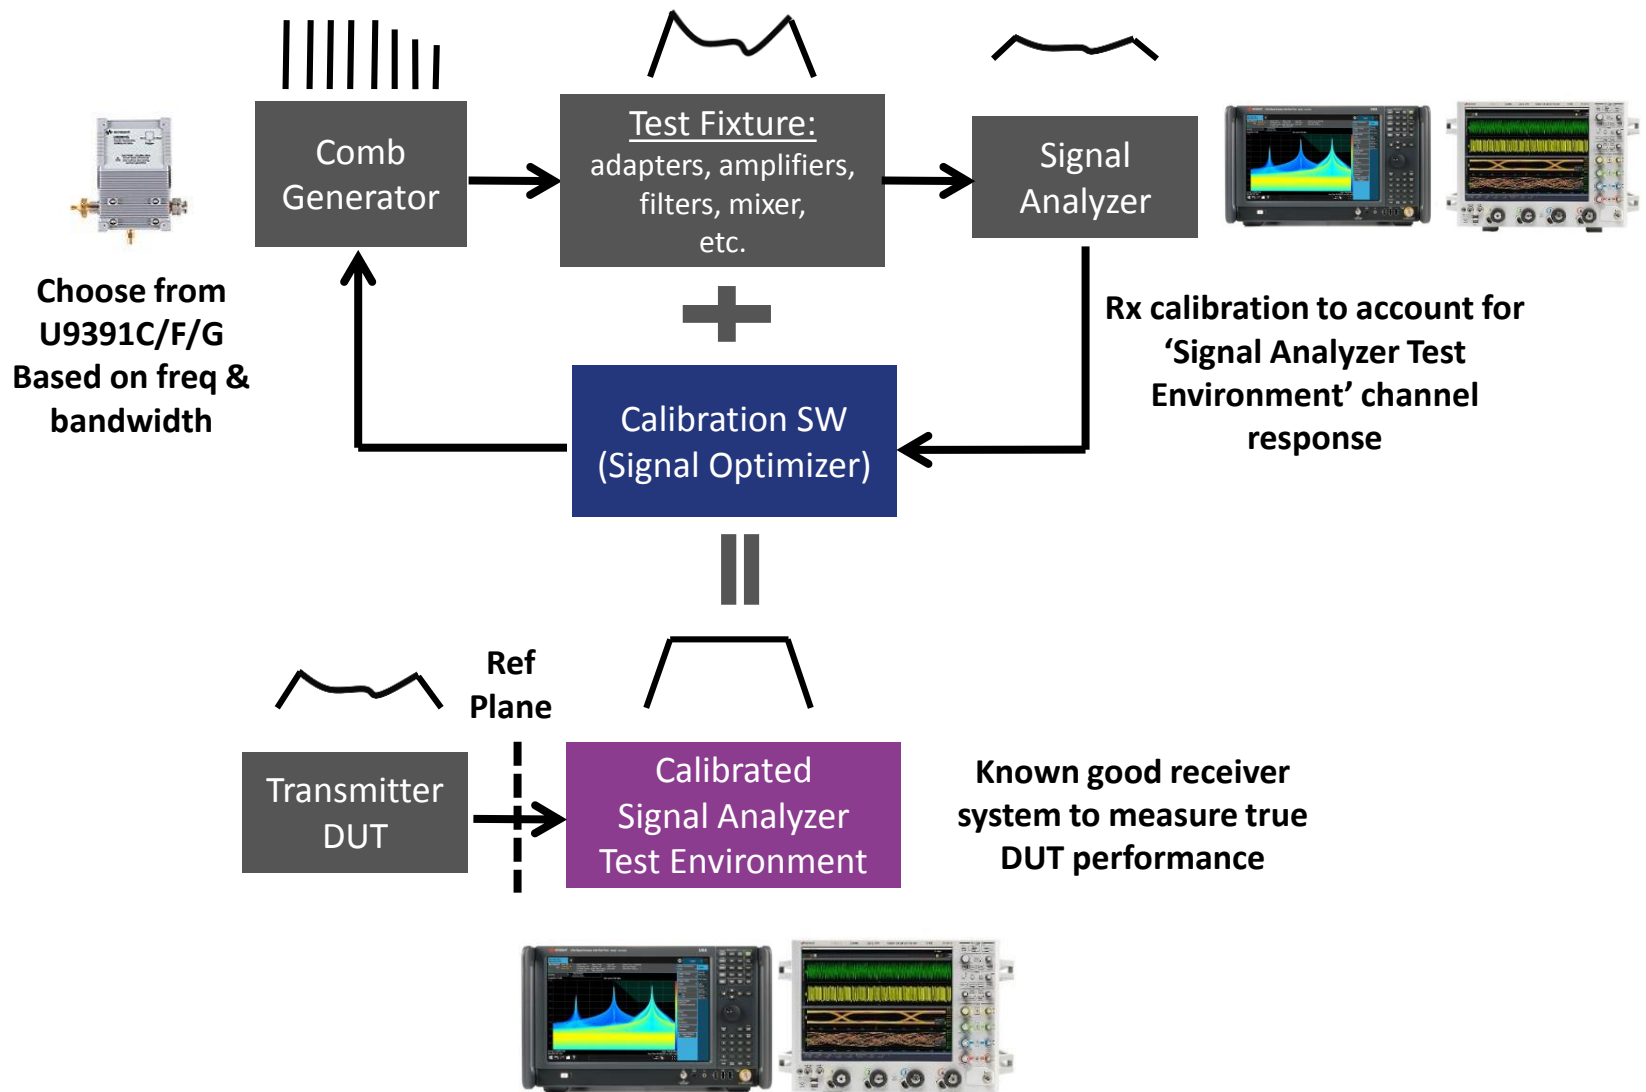 Comb
Generator
Test Fixture:
adapters, amplifiers,
filters, mixer,
etc.
Signal
Analyzer
Choose from
U9391C/F/G
Based on freq &
bandwidth
Rx calibration to account for
‘Signal Analyzer Test
Environment’ channel
response
Calibration SW
(Signal Optimizer)
Ref
Plane
Transmitter
DUT
Calibrated
Signal Analyzer
Test Environment
Known good receiver
system to measure true
DUT performance